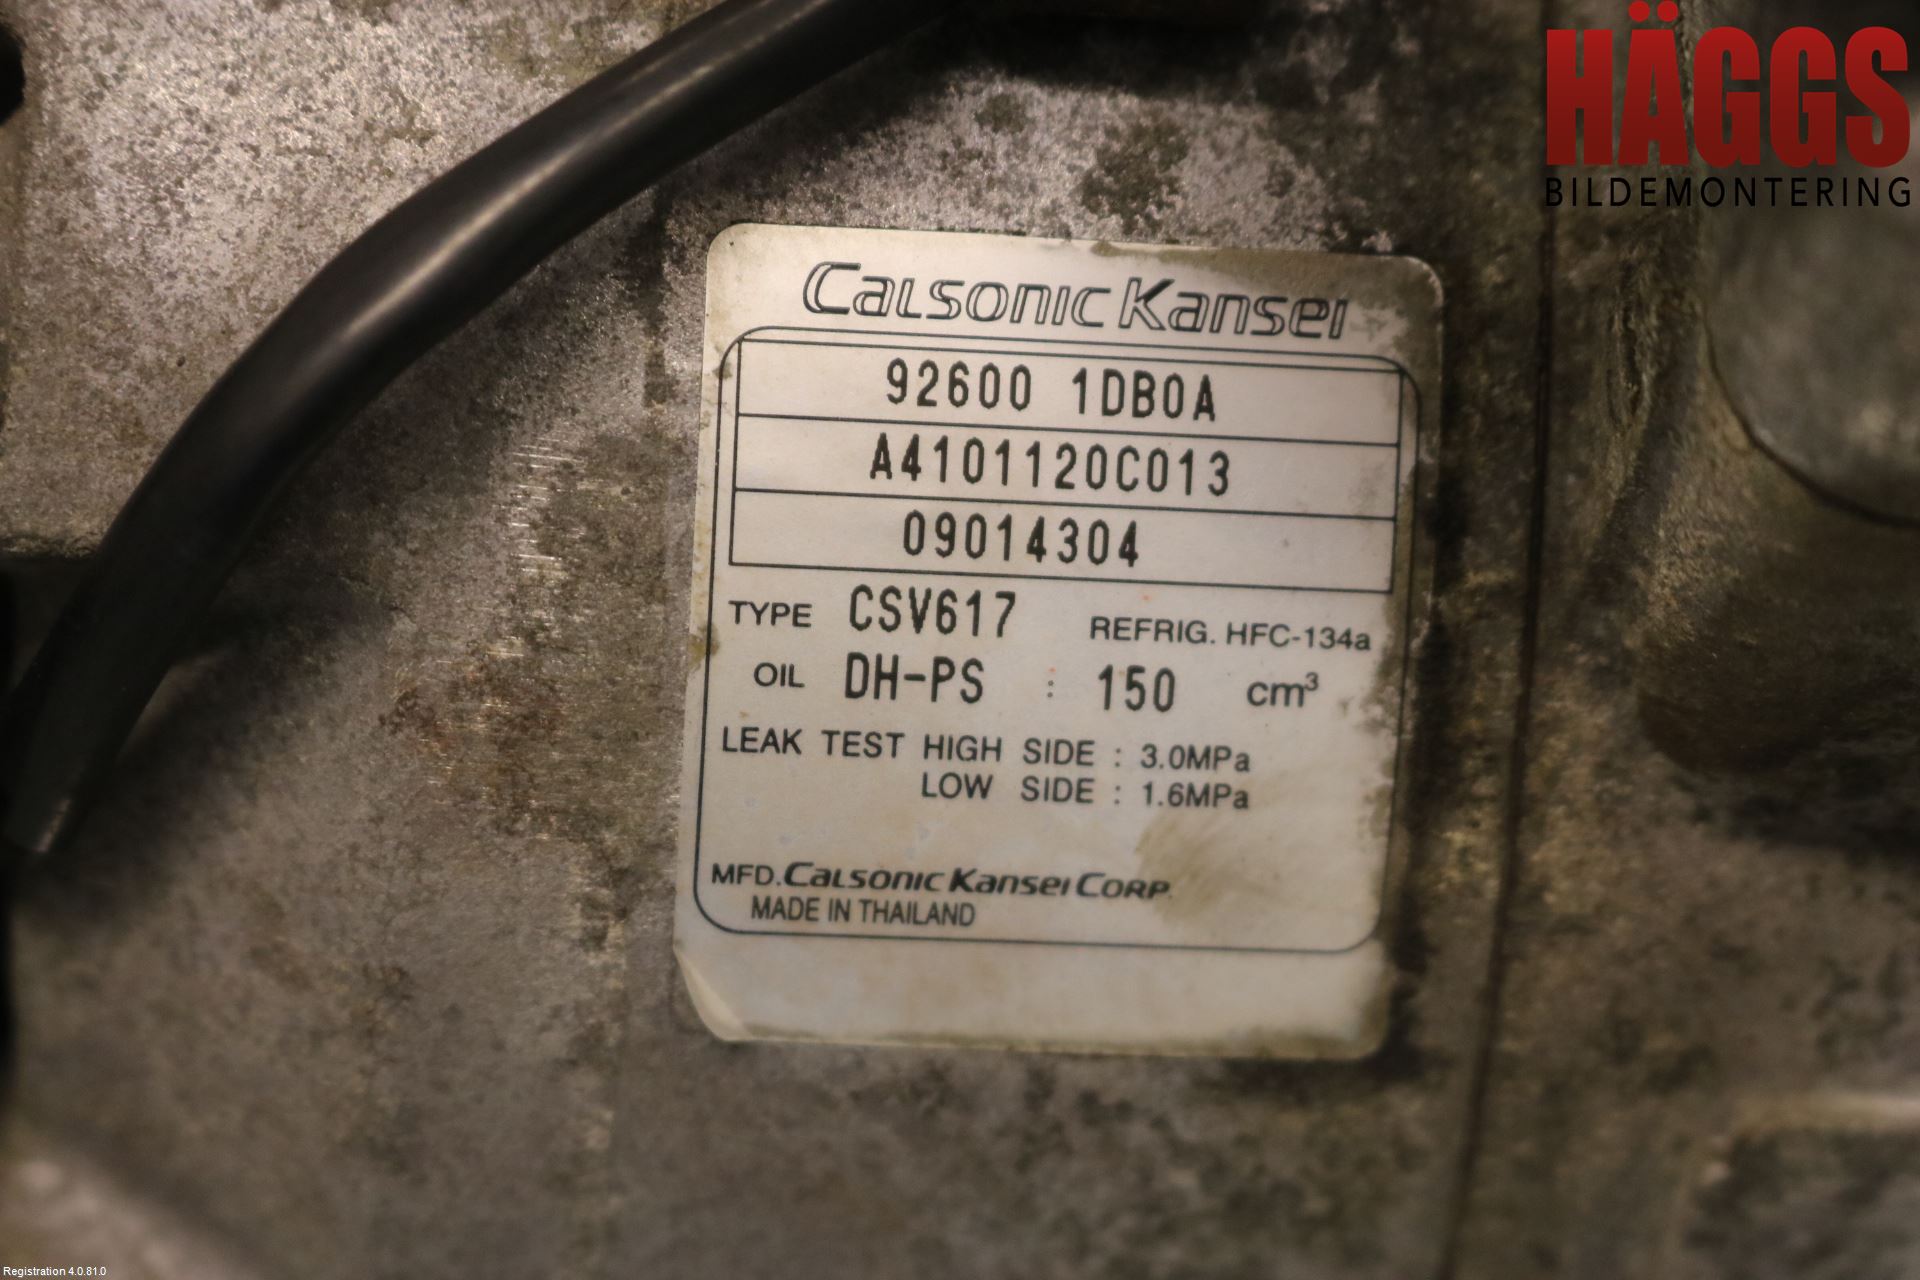 HÄGGS
BILDEMONTERING
CALSONIC KANSEI
92600 1DB0A
A4101120C013
09014304
TYPE CSV617 REFRIG. HFC-134a
OIL DH-PS : 150 cm³
LEAK TEST HIGH SIDE : 3.0MPa
LOW SIDE : 1.6MPa
MFD. CALSONIC KANSEI CORP.
MADE IN THAILAND
Registration 4.0.81.0